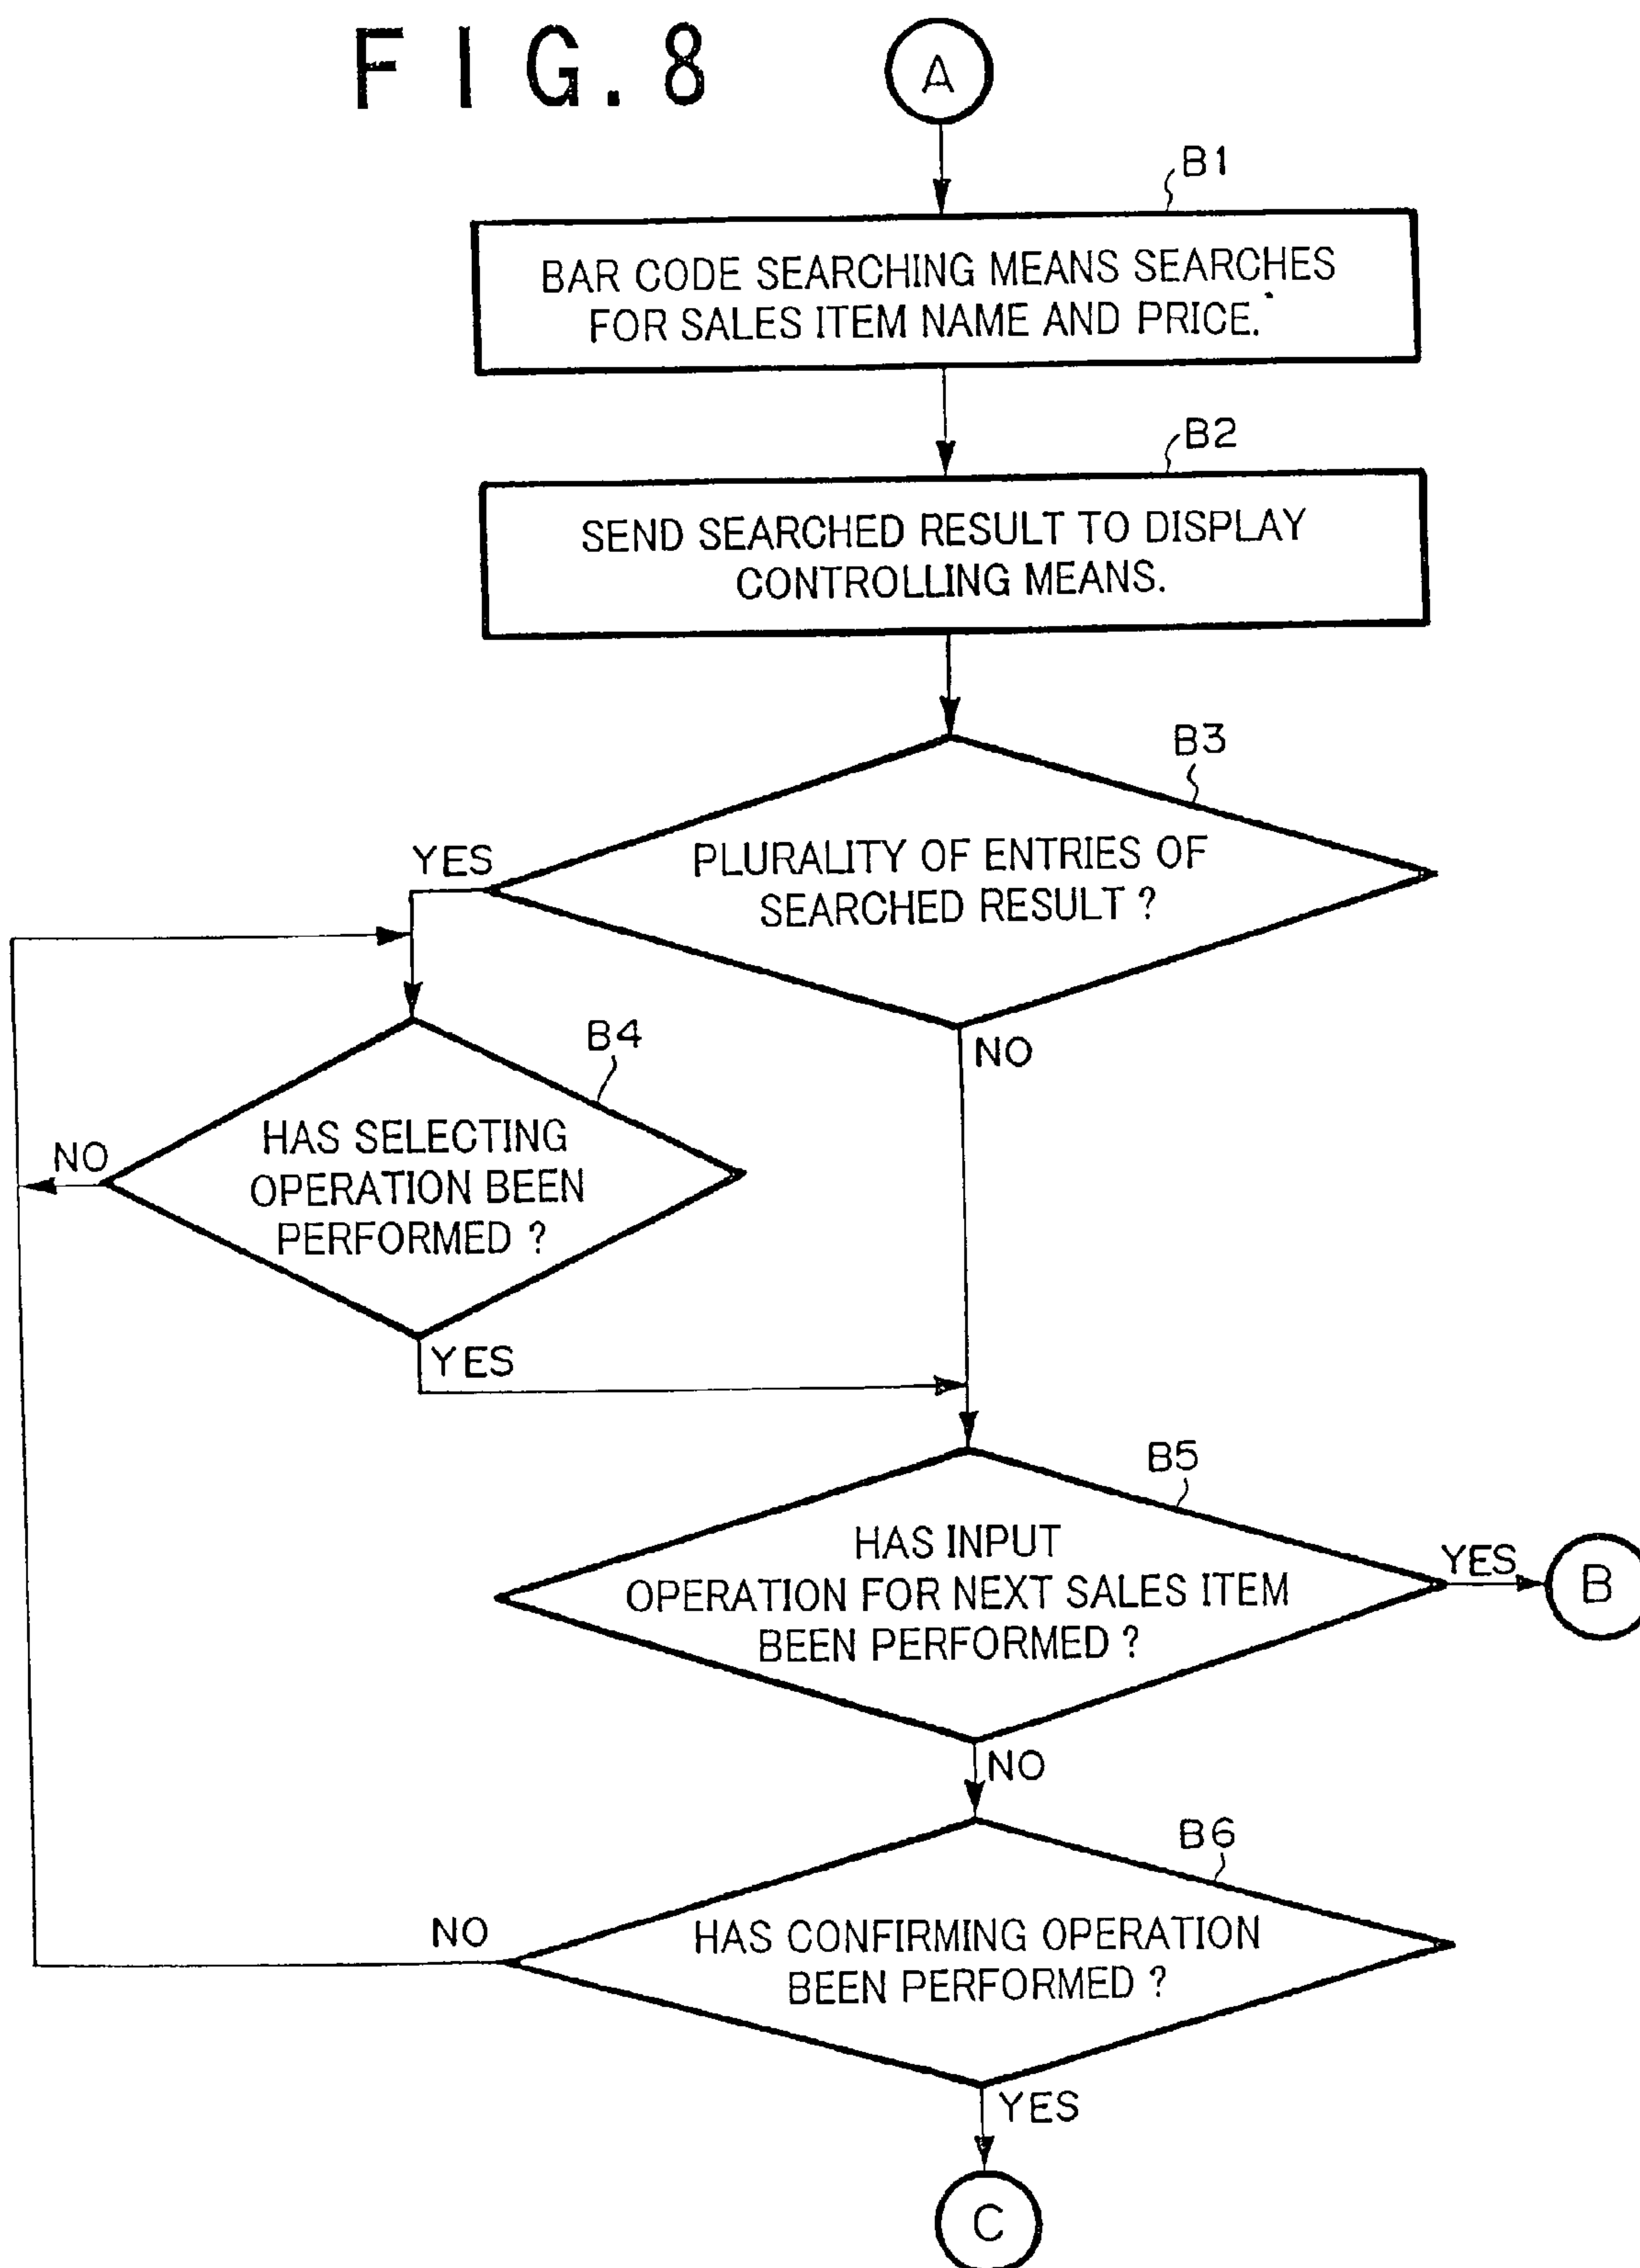 FIG. 8
A
B1
BAR CODE SEARCHING MEANS SEARCHES
FOR SALES ITEM NAME AND PRICE.
B2
SEND SEARCHED RESULT TO DISPLAY
CONTROLLING MEANS.
B3
PLURALITY OF ENTRIES OF
SEARCHED RESULT ?
YES
NO
B4
HAS SELECTING
OPERATION BEEN
PERFORMED ?
NO
YES
B5
HAS INPUT
OPERATION FOR NEXT SALES ITEM
BEEN PERFORMED ?
YES
B
NO
B6
HAS CONFIRMING OPERATION
BEEN PERFORMED ?
NO
YES
C